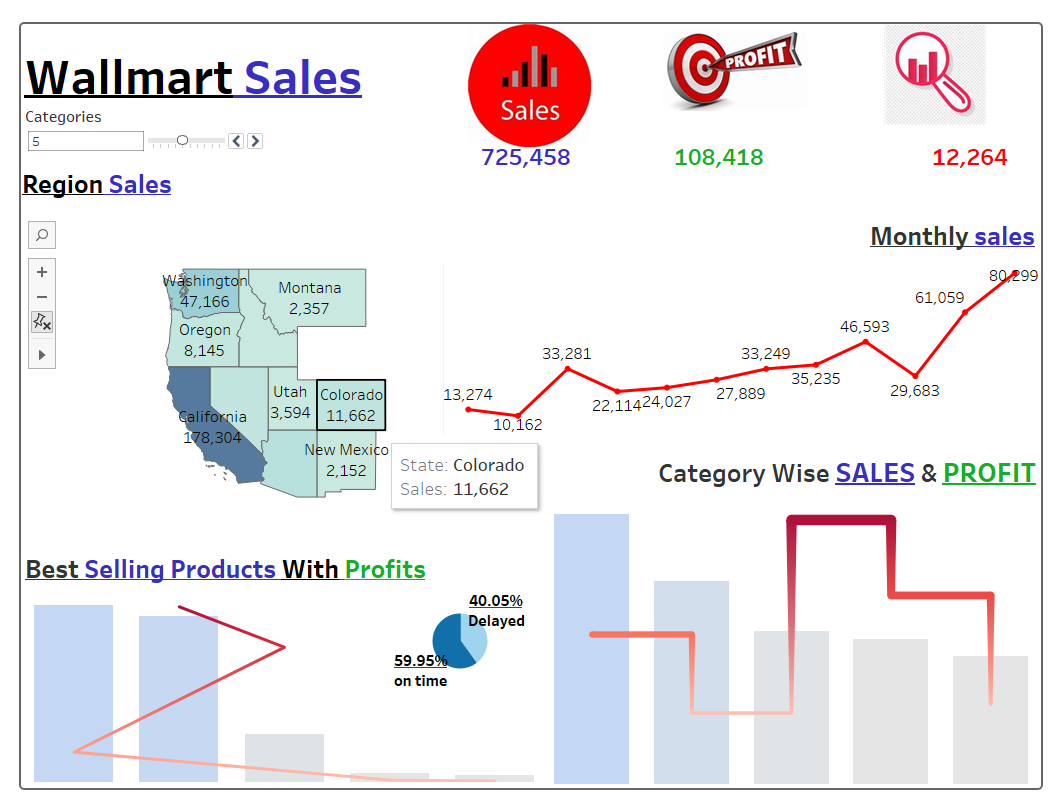 Wallmart Sales
Categories
5
Sales
PROFIT
725,458
108,418
12,264
Region Sales
Washington
47,166
Montana
2,357
Oregon
8,145
Utah
3,594
Colorado
11,662
California
178,304
New Mexico
2,152
State: Colorado
Sales: 11,662
Monthly sales
13,274
10,162
33,281
22,114
24,027
27,889
33,249
35,235
46,593
29,683
61,059
80,299
Category Wise SALES & PROFIT
Best Selling Products With Profits
40.05%
Delayed
59.95%
on time